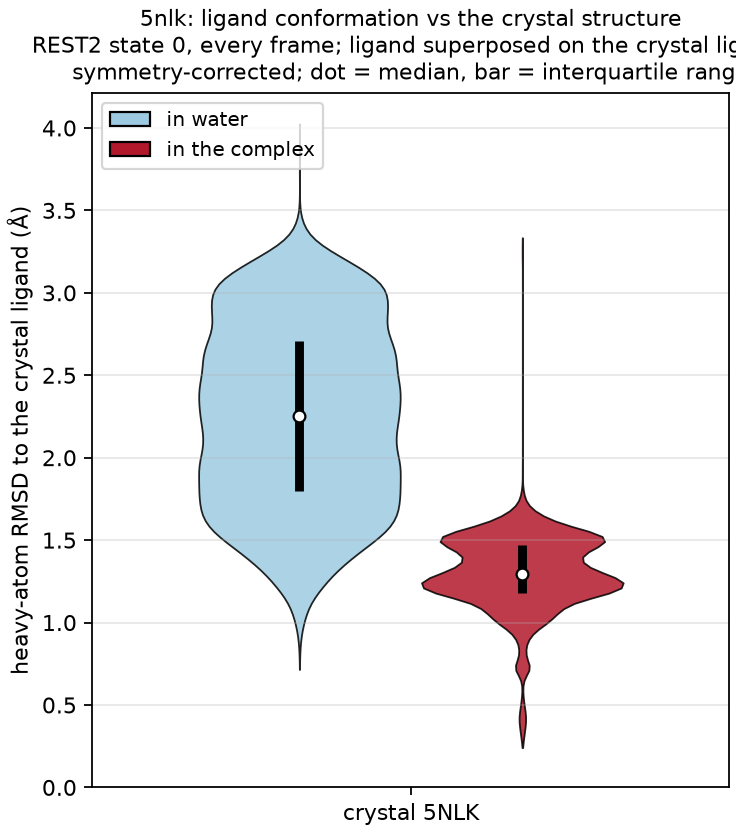 5nlk: ligand conformation vs the crystal structure
REST2 state 0, every frame; ligand superposed on the crystal lig
symmetry-corrected; dot = median, bar = interquartile rang
in water
in the complex
heavy-atom RMSD to the crystal ligand (Å)
4.0
3.5
3.0
2.5
2.0
1.5
1.0
0.5
0.0
crystal 5NLK